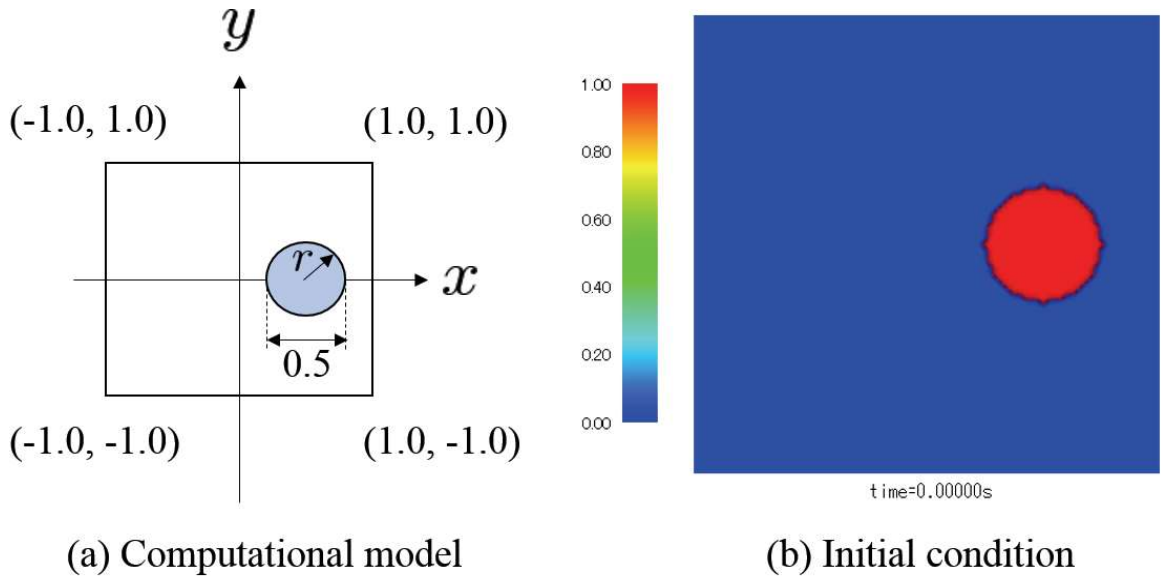 y
(-1.0, 1.0)
(1.0, 1.0)
r
x
0.5
(-1.0, -1.0)
(1.0, -1.0)
(a) Computational model
1.00
0.80
0.60
0.40
0.20
0.00
time=0.00000s
(b) Initial condition